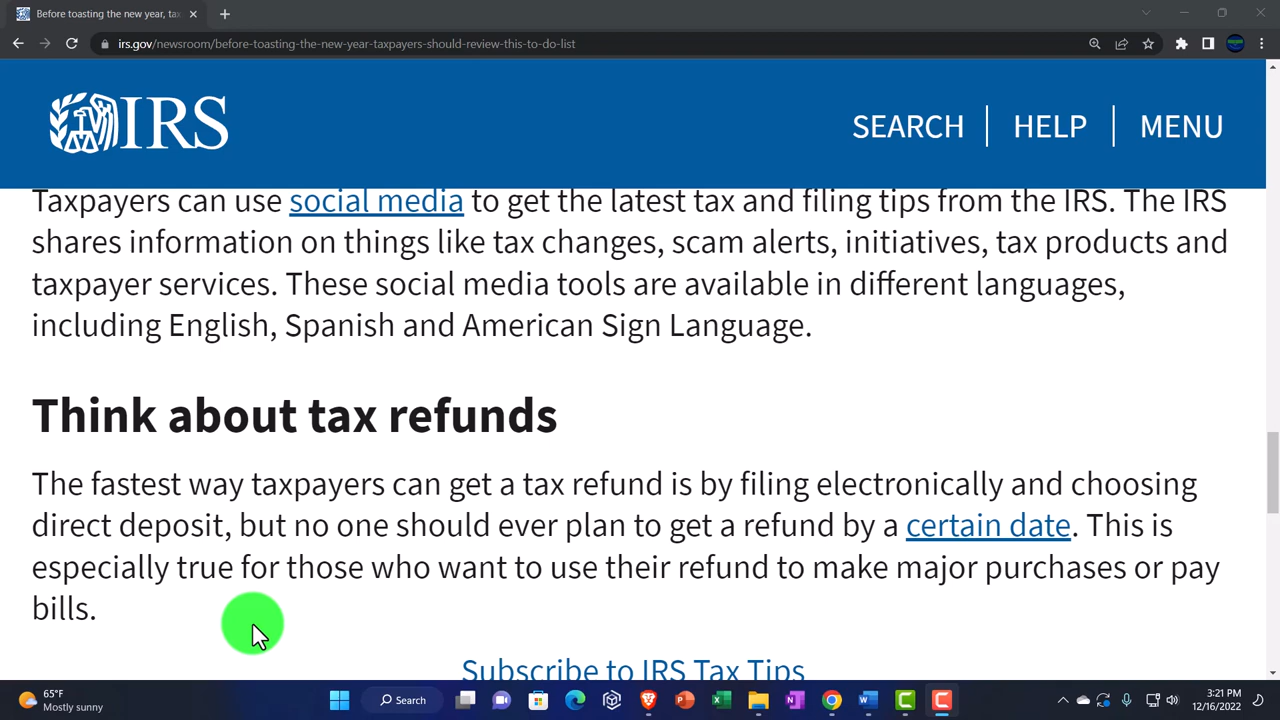 Before toasting the new year, tax
irs.gov/newsroom/before-toasting-the-new-year-taxpayers-should-review-this-to-do-list
IRS
SEARCH HELP MENU
Taxpayers can use social media to get the latest tax and filing tips from the IRS. The IRS
shares information on things like tax changes, scam alerts, initiatives, tax products and
taxpayer services. These social media tools are available in different languages,
including English, Spanish and American Sign Language.
Think about tax refunds
The fastest way taxpayers can get a tax refund is by filing electronically and choosing
direct deposit, but no one should ever plan to get a refund by a certain date. This is
especially true for those who want to use their refund to make major purchases or pay
bills.
Subscribe to IRS Tax Tips
65°F
Mostly sunny
Search
3:21 PM
12/16/2022